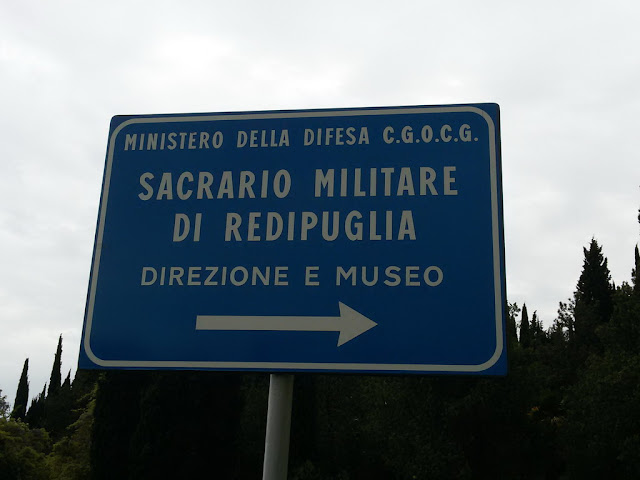 MINISTERO DELLA DIFESA C.G.O.C.G.
SACRARIO MILITARE
DI REDIPUGLIA
DIREZIONE E MUSEO